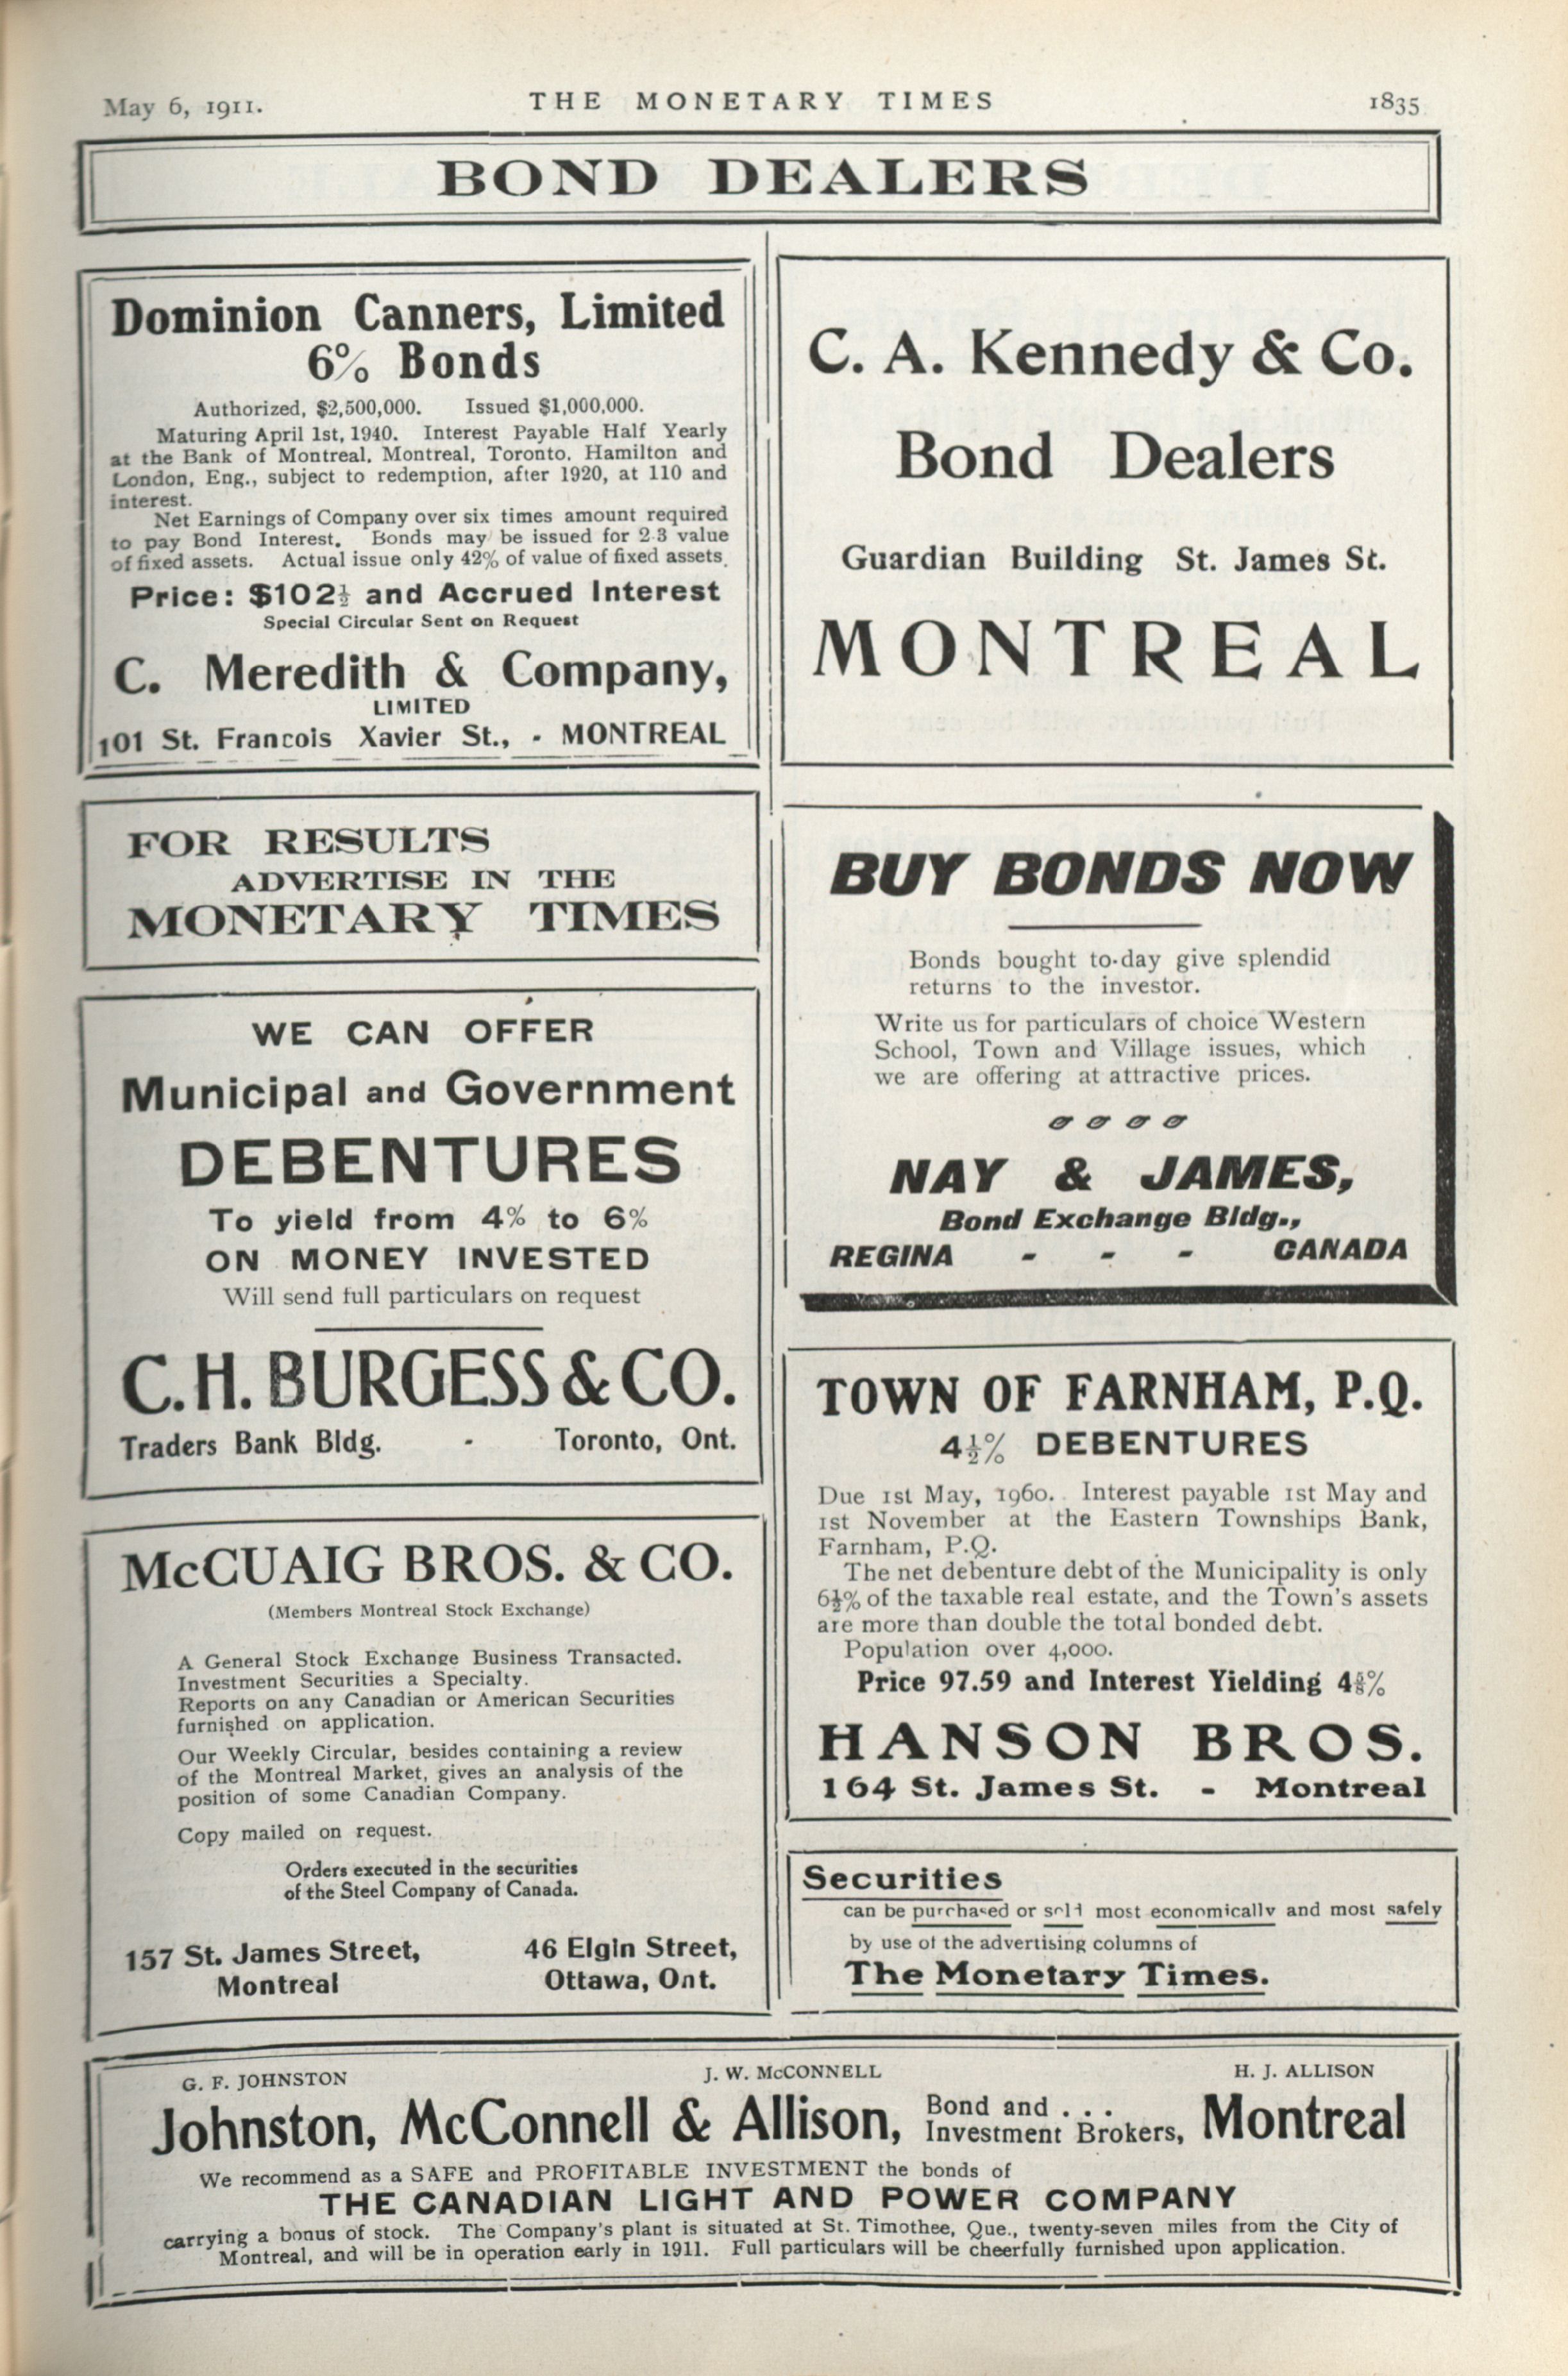 May 6, 1911.
THE MONETARY TIMES
1835
BOND DEALERS
Dominion Canners, Limited
6% Bonds
Authorized, $2,500,000. Issued $1,000,000.
Maturing April 1st, 1940. Interest Payable Half Yearly
at the Bank of Montreal, Montreal, Toronto, Hamilton and
London, Eng., subject to redemption, after 1920, at 110 and
interest.
Net Earnings of Company over six times amount required
to pay Bond Interest. Bonds may be issued for 2-3 value
of fixed assets. Actual issue only 42% of value of fixed assets.
Price: $102½ and Accrued Interest
Special Circular Sent on Request
C. Meredith & Company,
LIMITED
101 St. Francois Xavier St., - MONTREAL
FOR RESULTS
ADVERTISE IN THE
MONETARY TIMES
WE CAN OFFER
Municipal and Government
DEBENTURES
To yield from 4% to 6%
ON MONEY INVESTED
Will send full particulars on request
C.H. BURGESS & CO.
Traders Bank Bldg. - Toronto, Ont.
McCUAIG BROS. & CO.
(Members Montreal Stock Exchange)
A General Stock Exchange Business Transacted.
Investment Securities a Specialty.
Reports on any Canadian or American Securities
furnished on application.
Our Weekly Circular, besides containing a review
of the Montreal Market, gives an analysis of the
position of some Canadian Company.
Copy mailed on request.
Orders executed in the securities
of the Steel Company of Canada.
157 St. James Street,
Montreal
46 Elgin Street,
Ottawa, Ont.
C. A. Kennedy & Co.
Bond Dealers
Guardian Building St. James St.
MONTREAL
BUY BONDS NOW
Bonds bought to-day give splendid
returns to the investor.
Write us for particulars of choice Western
School, Town and Village issues, which
we are offering at attractive prices.
NAY & JAMES,
Bond Exchange Bldg.,
REGINA - - - CANADA
TOWN OF FARNHAM, P.Q.
4½% DEBENTURES
Due 1st May, 1960. Interest payable 1st May and
1st November at the Eastern Townships Bank,
Farnham, P.Q.
The net debenture debt of the Municipality is only
6½% of the taxable real estate, and the Town's assets
are more than double the total bonded debt.
Population over 4,000.
Price 97.59 and Interest Yielding 4⅝%
HANSON BROS.
164 St. James St. - Montreal
Securities
can be purchased or sold most economically and most safely
by use of the advertising columns of
The Monetary Times.
G. F. JOHNSTON J. W. McCONNELL H. J. ALLISON
Johnston, McConnell & Allison, Bond and . . . Investment Brokers, Montreal
We recommend as a SAFE and PROFITABLE INVESTMENT the bonds of
THE CANADIAN LIGHT AND POWER COMPANY
carrying a bonus of stock. The Company's plant is situated at St. Timothee, Que., twenty-seven miles from the City of
Montreal, and will be in operation early in 1911. Full particulars will be cheerfully furnished upon application.